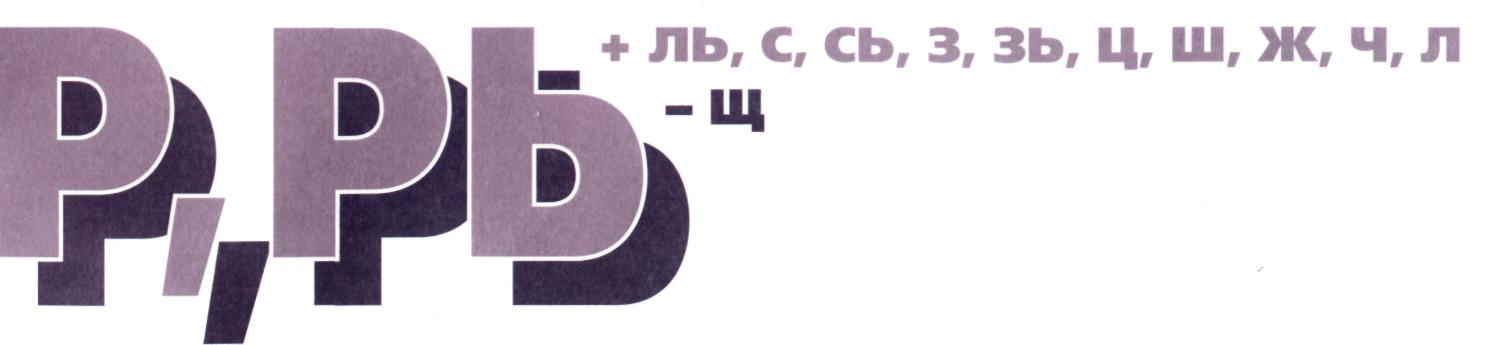 Р, РЬ
+ ЛЬ, С, СЬ, З, ЗЬ, Ц, Ш, Ж, Ч, Л
– Щ